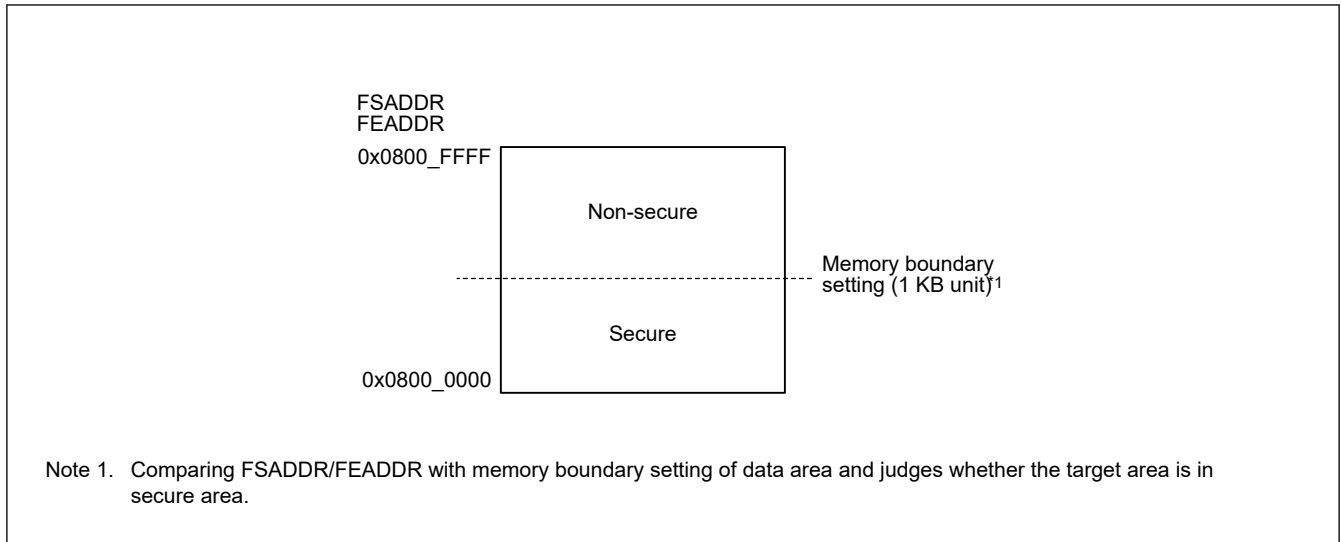 FSADDR
FEADDR
0x0800_FFFF
Non-secure
Memory boundary
setting (1 KB unit)*1
Secure
0x0800_0000
Note 1. Comparing FSADDR/FEADDR with memory boundary setting of data area and judges whether the target area is in
secure area.